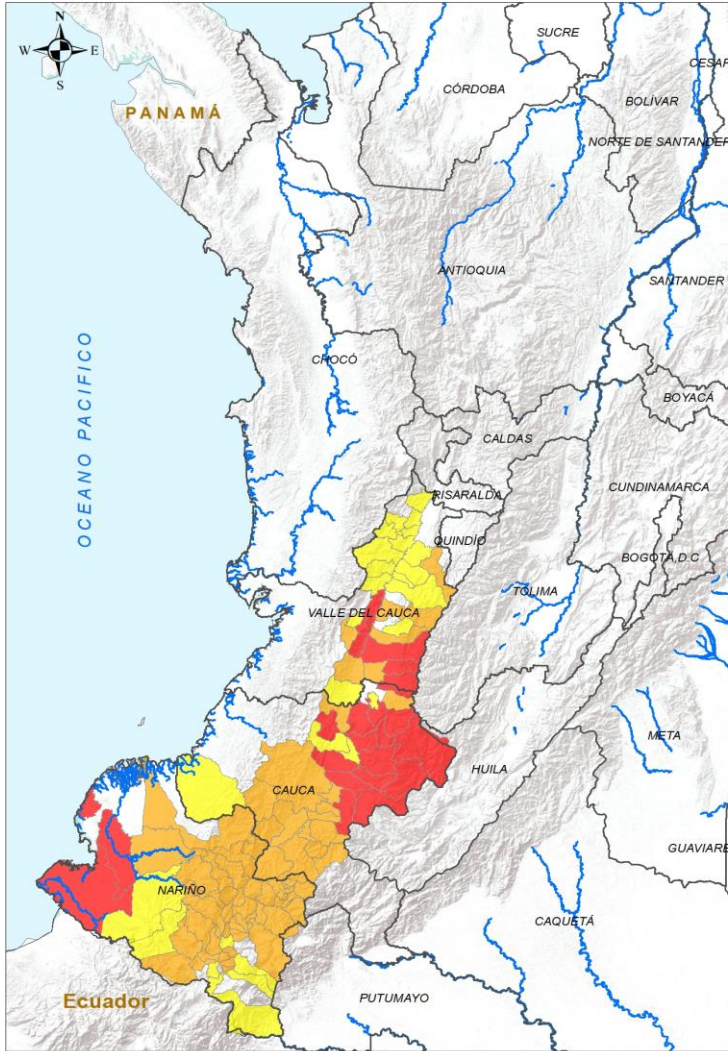 N
W
E
S
SUCRE
CESAR
CÓRDOBA
BOLÍVAR
PANAMÁ
NORTE DE SANTANDER
ANTIOQUIA
SANTANDER
OCEANO PACIFICO
CHOCÓ
BOYACÁ
CALDAS
CUNDINAMARCA
RISARALDA
QUINDÍO
BOGOTÁ,D.C
TOLIMA
VALLE DEL CAUCA
META
HUILA
CAUCA
GUAVIARE
NARIÑO
CAQUETÁ
Ecuador
PUTUMAYO